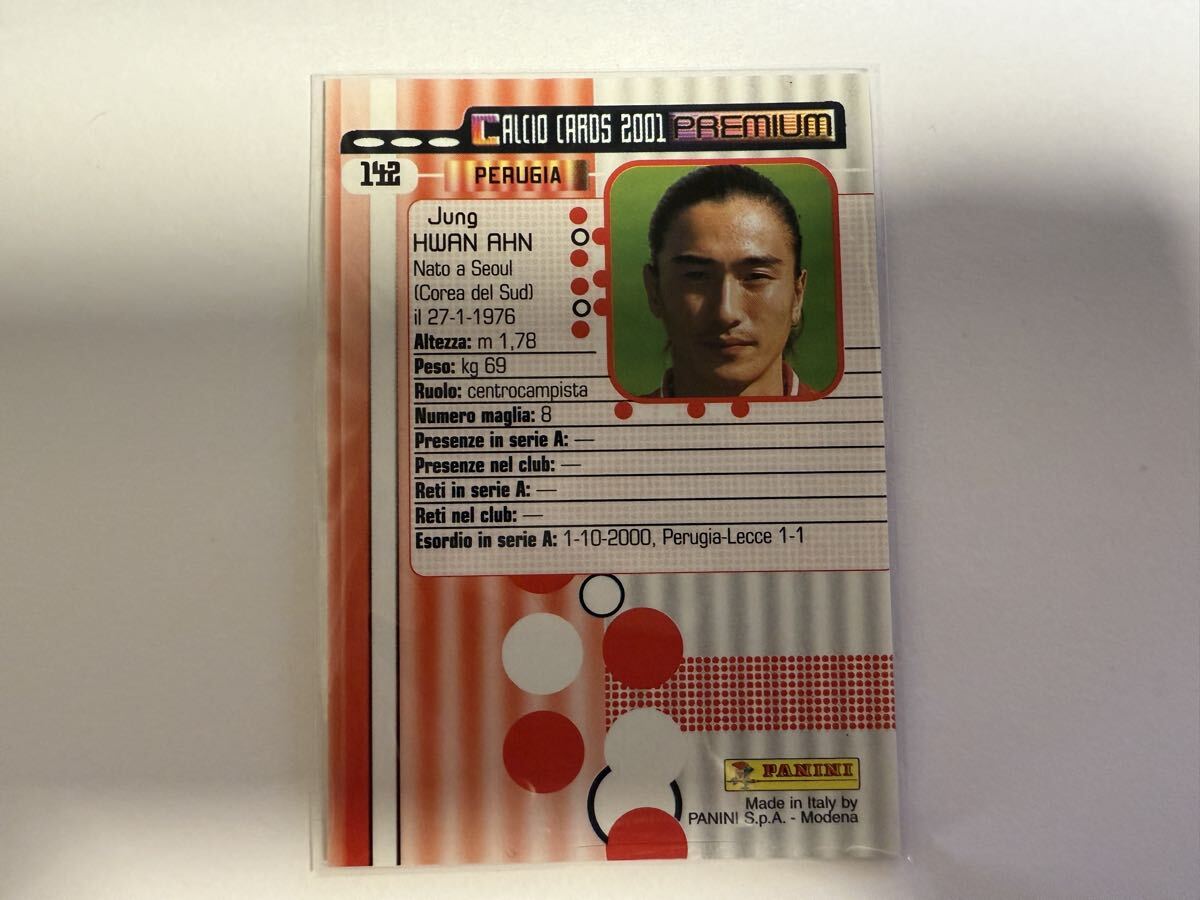 CALCIO CARDS 2001 PREMIUM
142
PERUGIA
Jung
HWAN AHN
Nato a Seoul
(Corea del Sud)
il 27-1-1976
Altezza: m 1,78
Peso: kg 69
Ruolo: centrocampista
Numero maglia: 8
Presenze in serie A: —
Presenze nel club: —
Reti in serie A: —
Reti nel club: —
Esordio in serie A: 1-10-2000, Perugia-Lecce 1-1
PANINI
Made in Italy by
PANINI S.p.A. - Modena